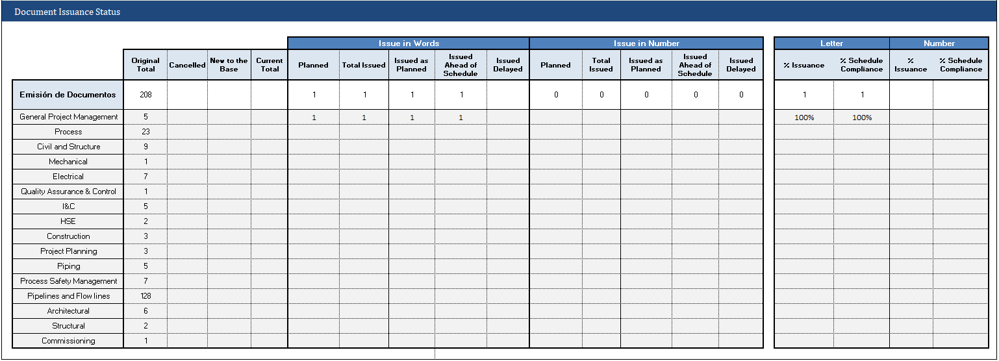 Document Issuance Status
Issue in Words Issue in Number Letter Number
Original Total Cancelled New to the Base Current Total Planned Total Issued Issued as Planned Issued Ahead of Schedule Issued Delayed Planned Total Issued Issued as Planned Issued Ahead of Schedule Issued Delayed % Issuance % Schedule Compliance % Issuance % Schedule Compliance
Emisión de Documentos 208 1 1 1 1 0 0 0 0 0 1 1
General Project Management 5 1 1 1 1 100% 100%
Process 23
Civil and Structure 9
Mechanical 1
Electrical 7
Quality Assurance & Control 1
I&C 5
HSE 2
Construction 3
Project Planning 3
Piping 5
Process Safety Management 7
Pipelines and Flow lines 128
Architectural 6
Structural 2
Commissioning 1